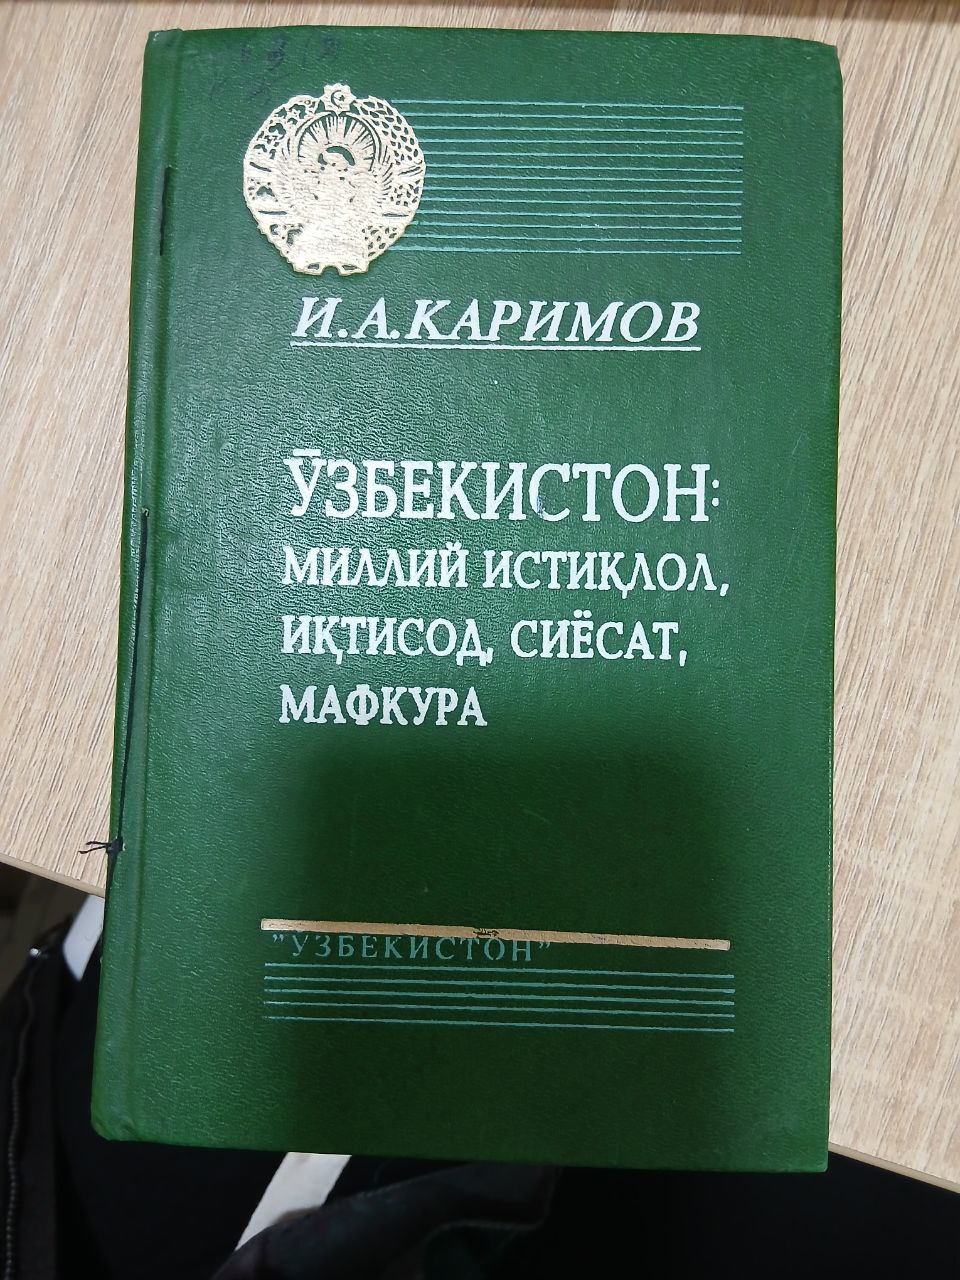 И.А.КАРИМОВ
ЎЗБЕКИСТОН:
МИЛЛИЙ ИСТИҚЛОЛ,
ИҚТИСОД, СИЁСАТ,
МАФКУРА
"ЎЗБЕКИСТОН"